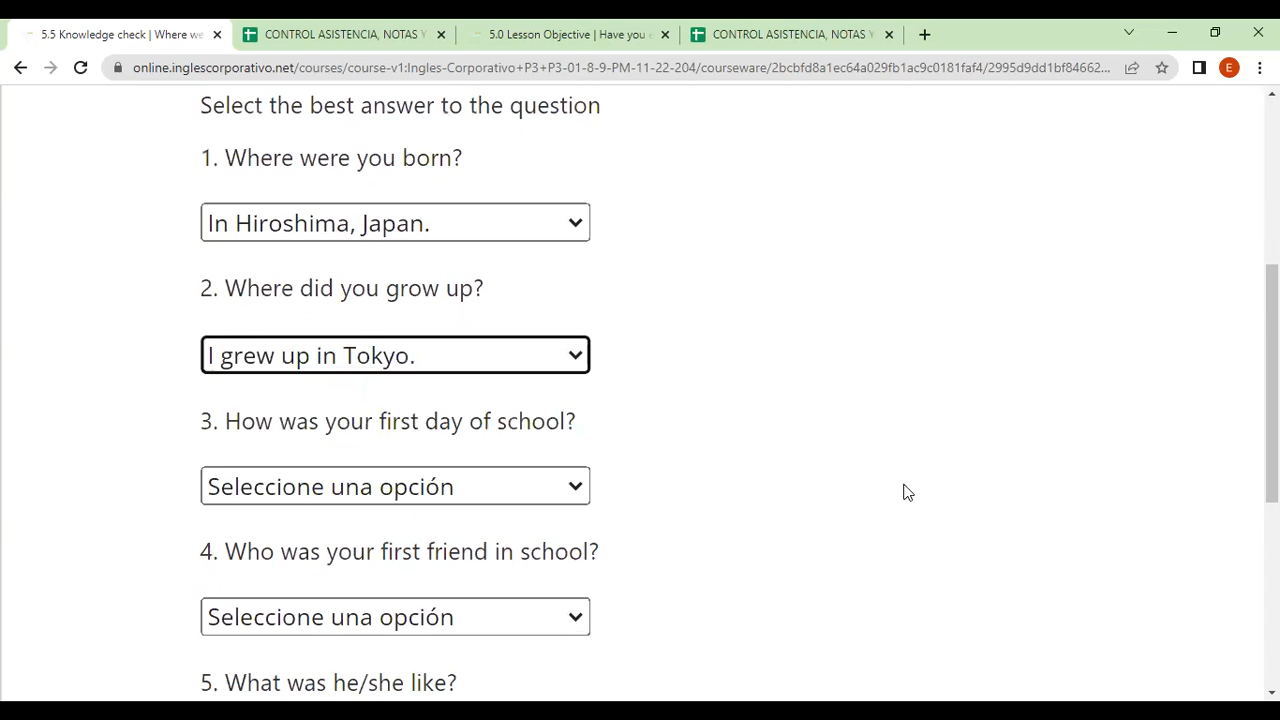 5.5 Knowledge check | Where we
CONTROL ASISTENCIA, NOTAS Y
5.0 Lesson Objective | Have you
CONTROL ASISTENCIA, NOTAS Y
online.inglescorporativo.net/courses/course-v1:Ingles-Corporativo+P3+P3-01-8-9-PM-11-22-204/courseware/2bcbfd8a1ec64a029fb1ac9c0181faf4/2995d9dd1bf84662...
E
Select the best answer to the question
1. Where were you born?
In Hiroshima, Japan.
2. Where did you grow up?
I grew up in Tokyo.
3. How was your first day of school?
Seleccione una opción
4. Who was your first friend in school?
Seleccione una opción
5. What was he/she like?